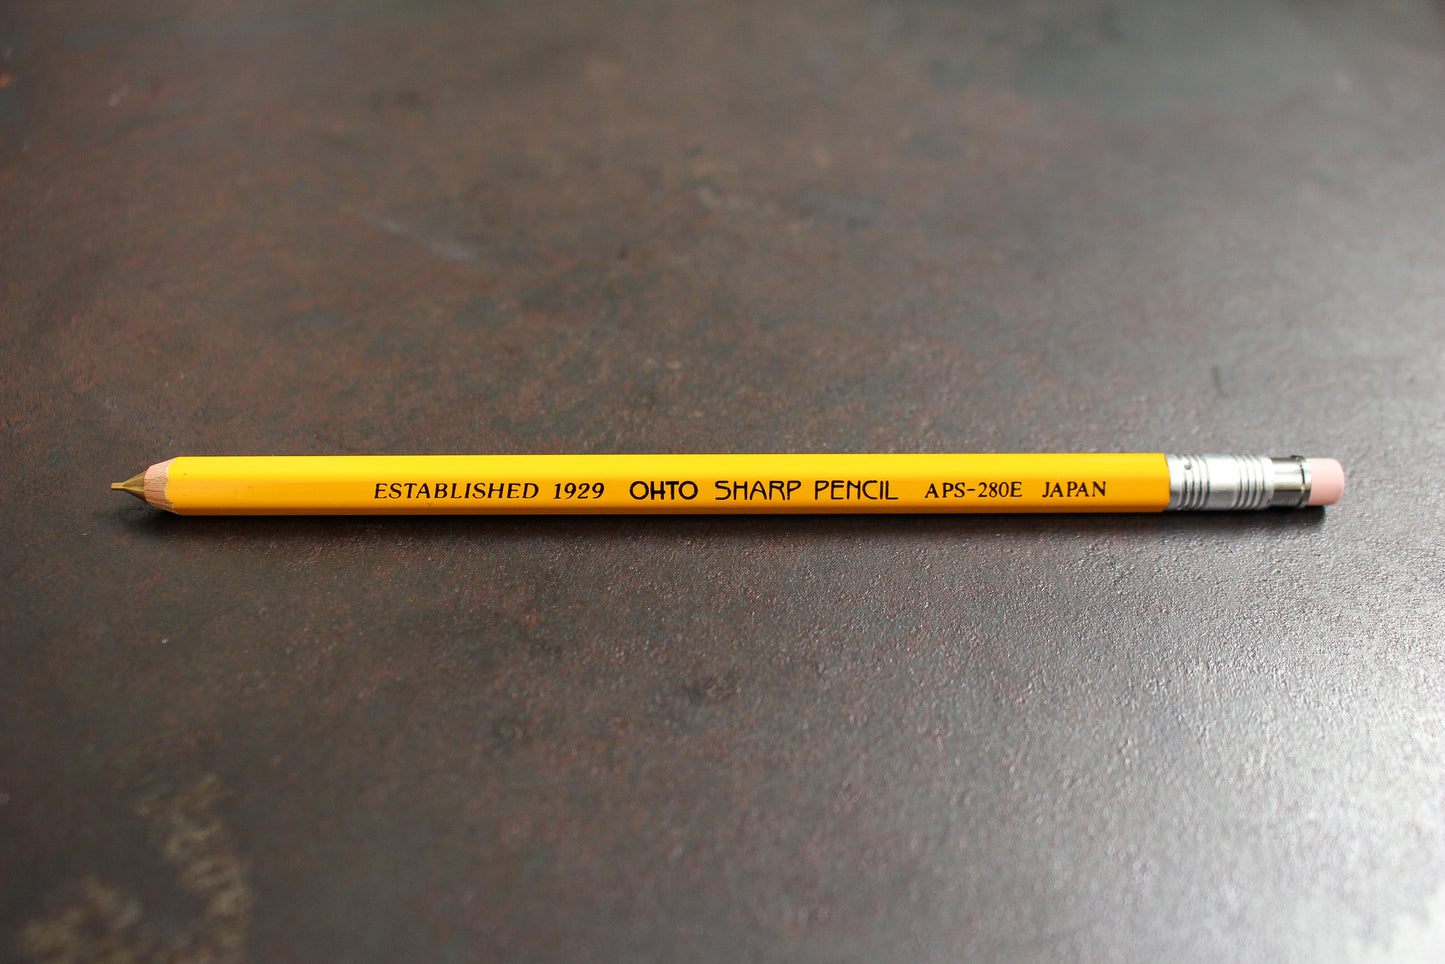 ESTABLISHED 1929 OHTO SHARP PENCIL APS-280E JAPAN